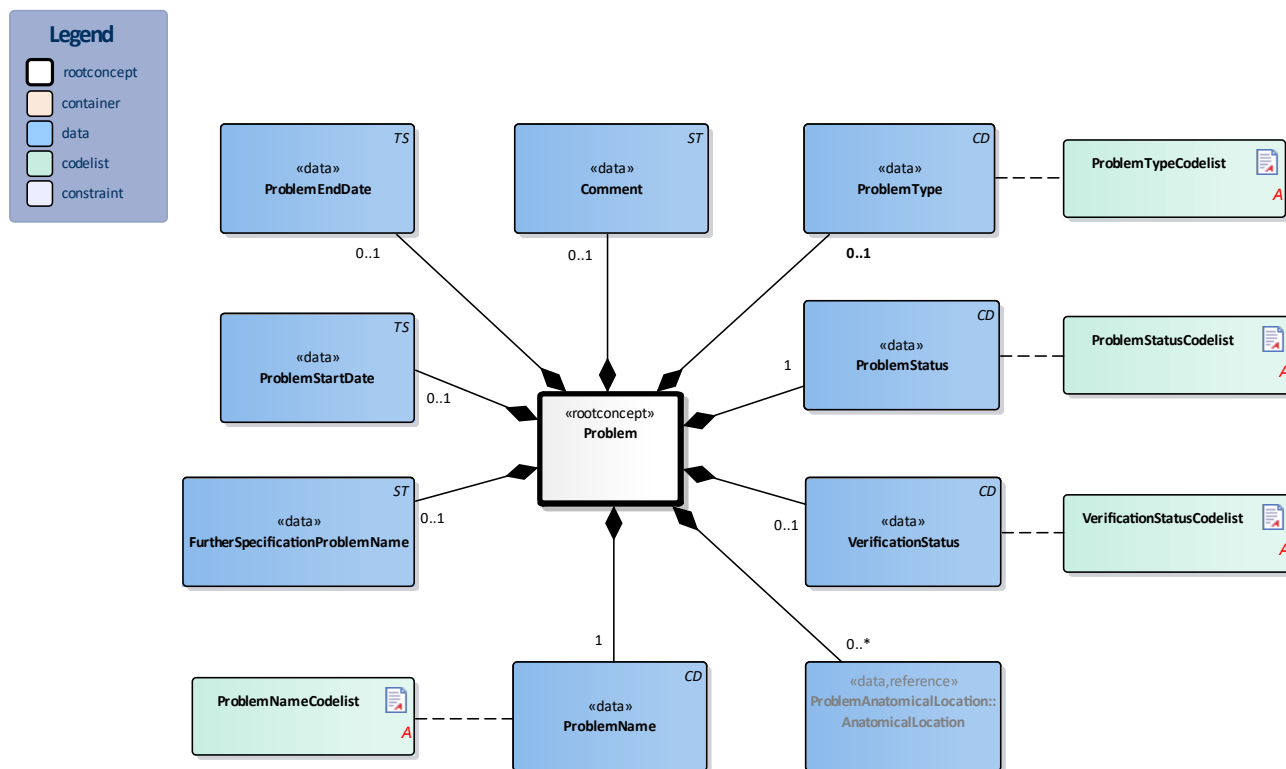 Legend
rootconcept
container
data
codelist
constraint
TS
«data»
ProblemEndDate
0..1
ST
«data»
Comment
0..1
CD
«data»
ProblemType
0..1
ProblemTypeCodelist
A
TS
«data»
ProblemStartDate
0..1
CD
«data»
ProblemStatus
1
ProblemStatusCodelist
A
«rootconcept»
Problem
ST
«data»
FurtherSpecificationProblemName
0..1
CD
«data»
VerificationStatus
0..1
VerificationStatusCodelist
A
ProblemNameCodelist
A
1
CD
«data»
ProblemName
0..*
«data,reference»
ProblemAnatomicalLocation::
AnatomicalLocation